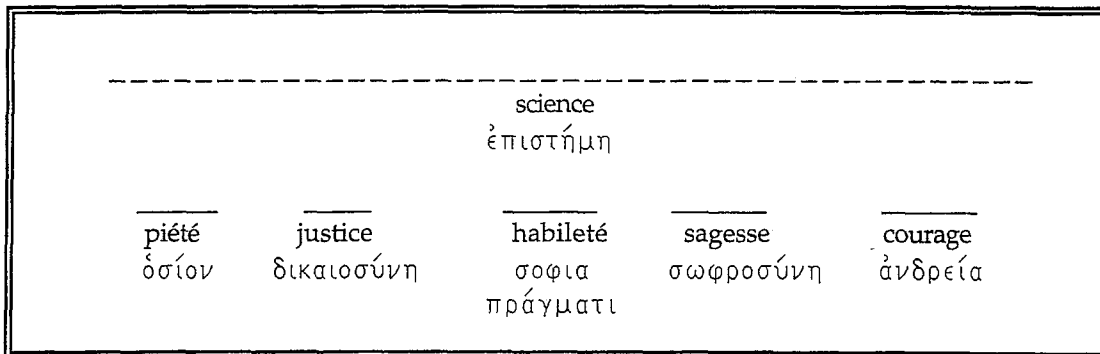 science
ἐπιστήμη
piété justice habileté sagesse courage
ὁσίον δικαιοσύνη σοφια σωφροσύνη ἀνδρεία
πράγματι